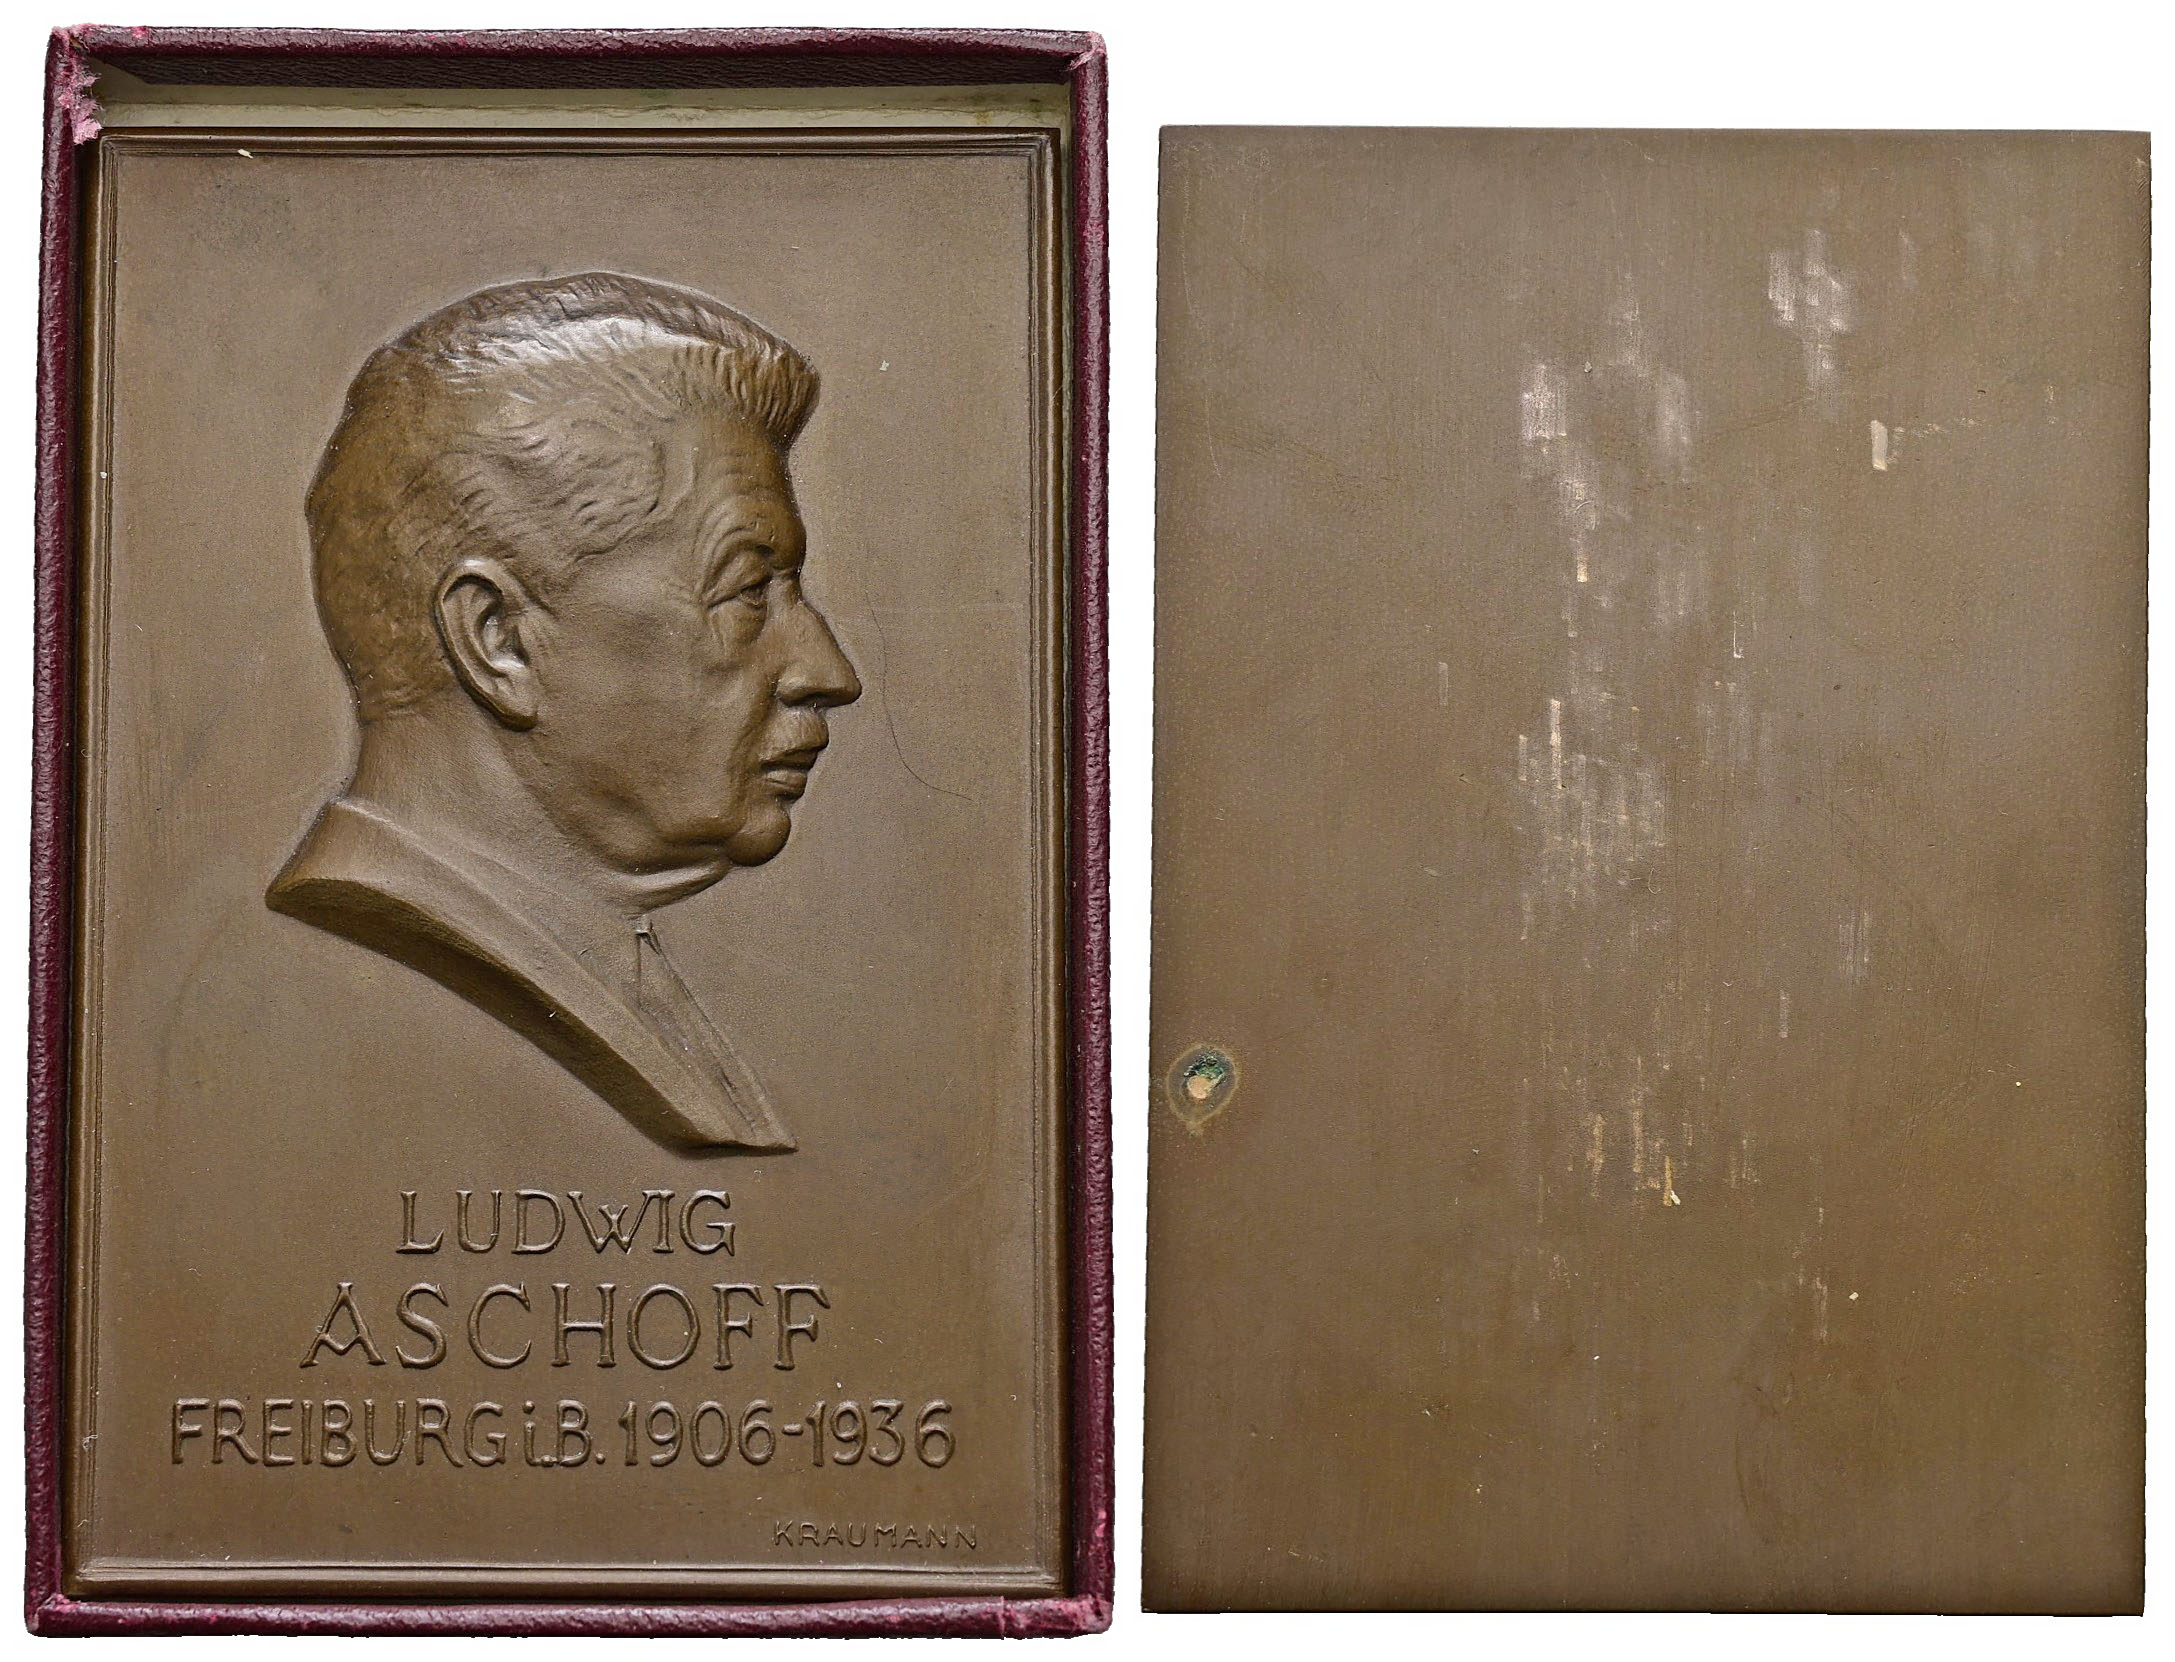 LUDWIG
ASCHOFF
FREIBURG i.B. 1906-1936
KRAUMANN